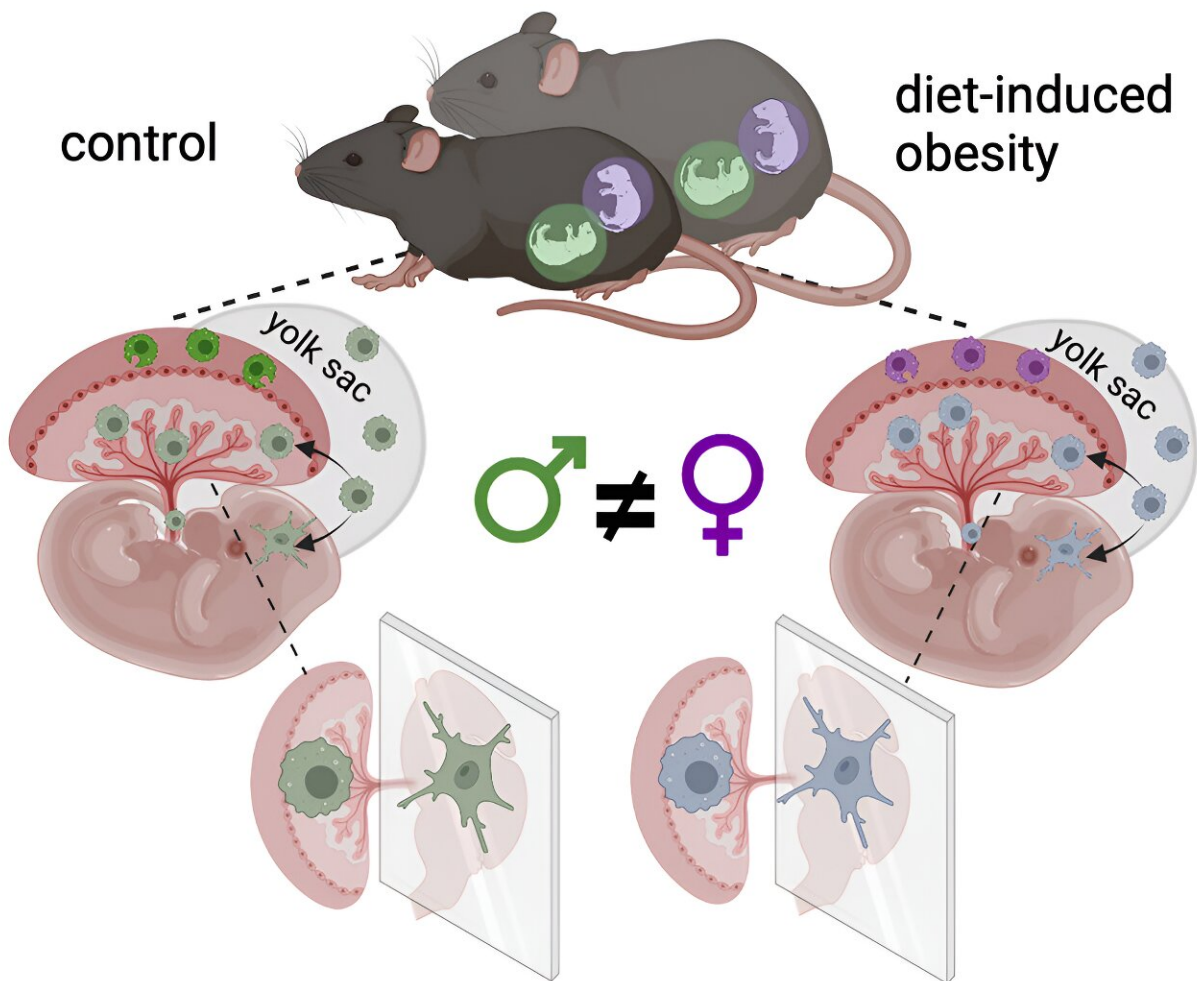 control
diet-induced
obesity
yolk sac
yolk sac
♂≠♀